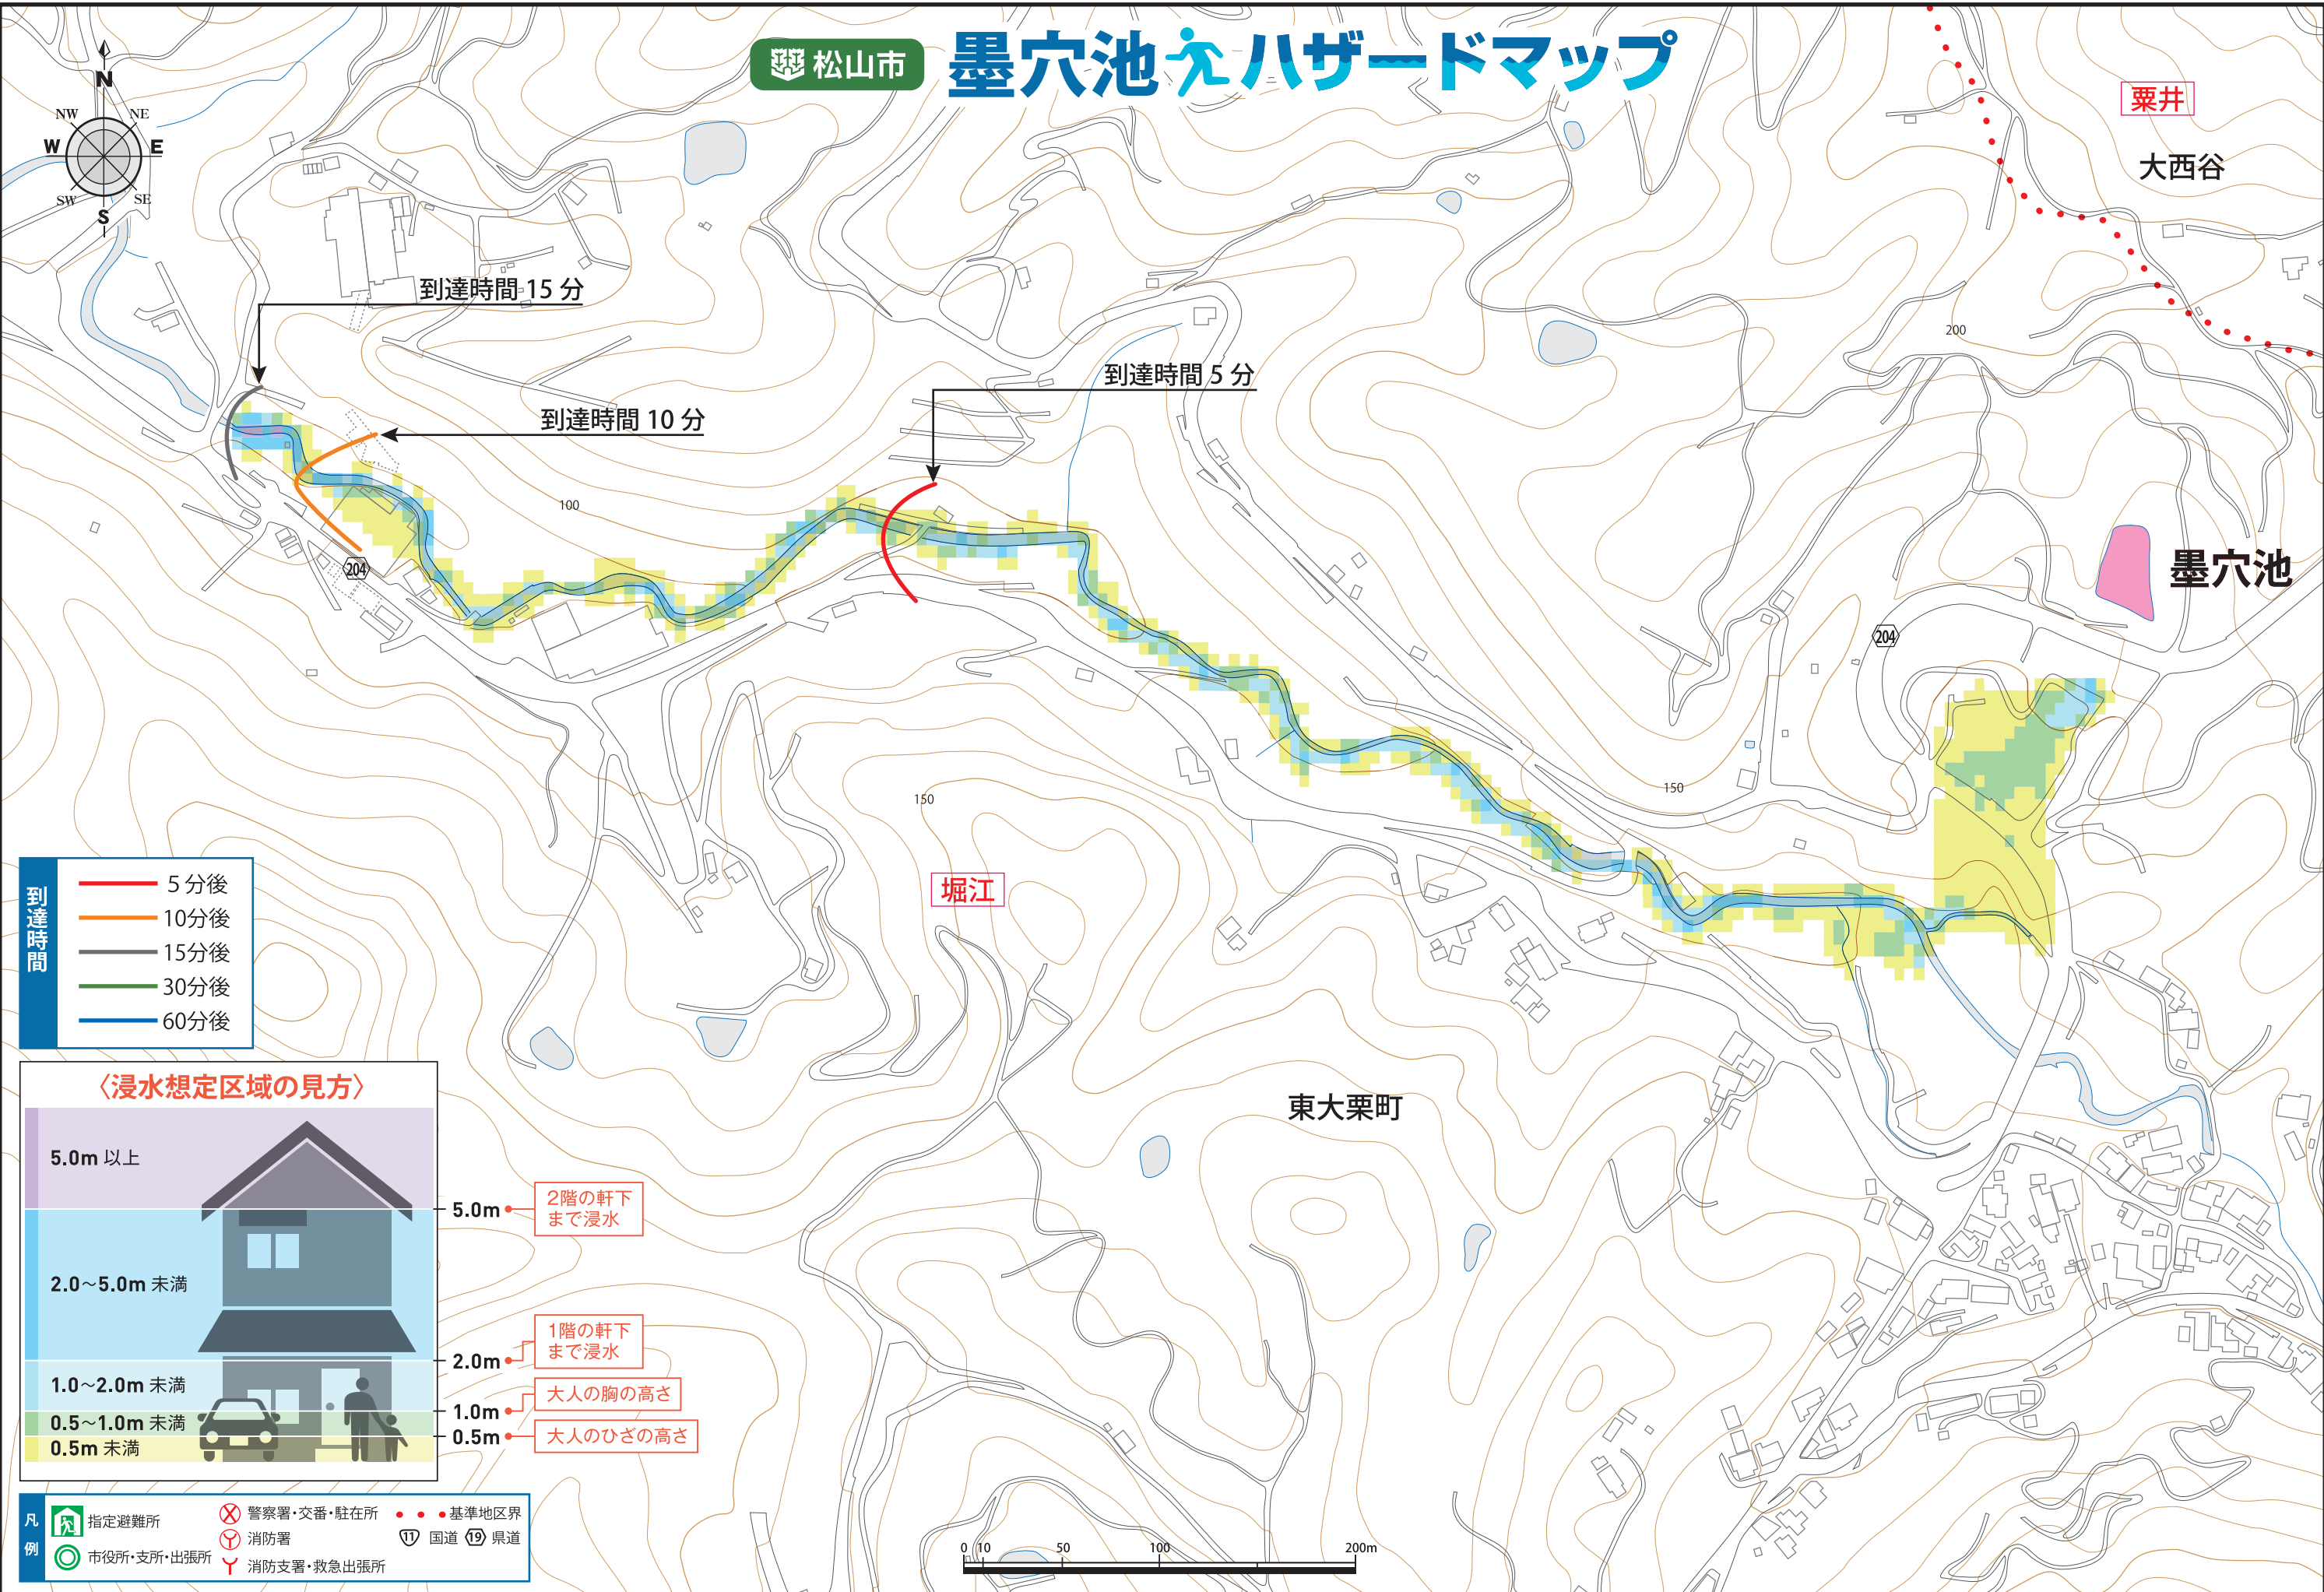 松山市 墨穴池ハザードマップ
N
NW NE
W E
SW SE
S
粟井
大西谷
到達時間 15 分
到達時間 10 分
到達時間 5 分
200
100
204
墨穴池
204
150
150
堀江
東大栗町
到達時間
5 分後
10分後
15分後
30分後
60分後
〈浸水想定区域の見方〉
5.0m 以上
2.0～5.0m 未満
1.0～2.0m 未満
0.5～1.0m 未満
0.5m 未満
5.0m
2階の軒下
まで浸水
2.0m
1階の軒下
まで浸水
1.0m
大人の胸の高さ
0.5m
大人のひざの高さ
凡例
指定避難所
市役所・支所・出張所
警察署・交番・駐在所
消防署
消防支署・救急出張所
基準地区界
11 国道 19 県道
0 10 50 100 200m